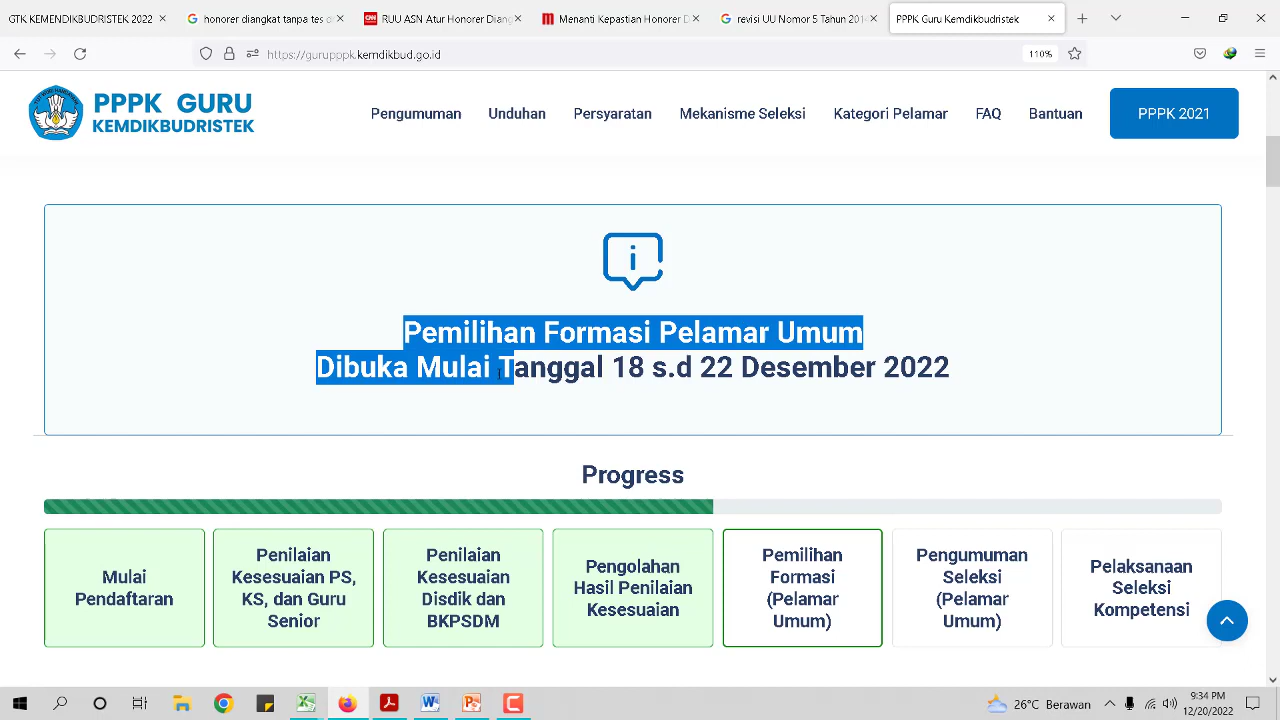 GTK KEMENDIKBUDRISTEK 2022
honorer diangkat tanpa tes d
RUU ASN Atur Honorer Diang
Menanti Kepastian Honorer D
revisi UU Nomor 5 Tahun 201
PPPK Guru Kemdikbudristek
https://gurupppk.kemdikbud.go.id
110%
PPPK GURU
KEMDIKBUDRISTEK
Pengumuman
Unduhan
Persyaratan
Mekanisme Seleksi
Kategori Pelamar
FAQ
Bantuan
PPPK 2021
Pemilihan Formasi Pelamar Umum
Dibuka Mulai Tanggal 18 s.d 22 Desember 2022
Progress
Mulai
Pendaftaran
Penilaian
Kesesuaian PS,
KS, dan Guru
Senior
Penilaian
Kesesuaian
Disdik dan
BKPSDM
Pengolahan
Hasil Penilaian
Kesesuaian
Pemilihan
Formasi
(Pelamar
Umum)
Pengumuman
Seleksi
(Pelamar
Umum)
Pelaksanaan
Seleksi
Kompetensi
26°C Berawan
9:34 PM
12/20/2022